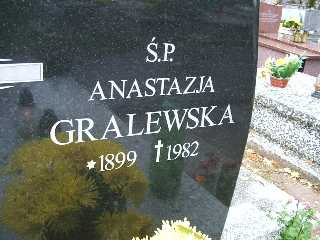 Ś.P.
ANASTAZJA
GRALEWSKA
*1899 †1982